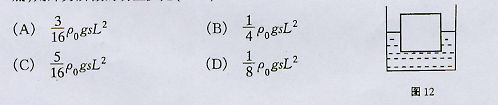 (A) $\frac{3}{16}\rho_0 gsL^2$ (B) $\frac{1}{4}\rho_0 gsL^2$
(C) $\frac{5}{16}\rho_0 gsL^2$ (D) $\frac{1}{8}\rho_0 gsL^2$
图 12